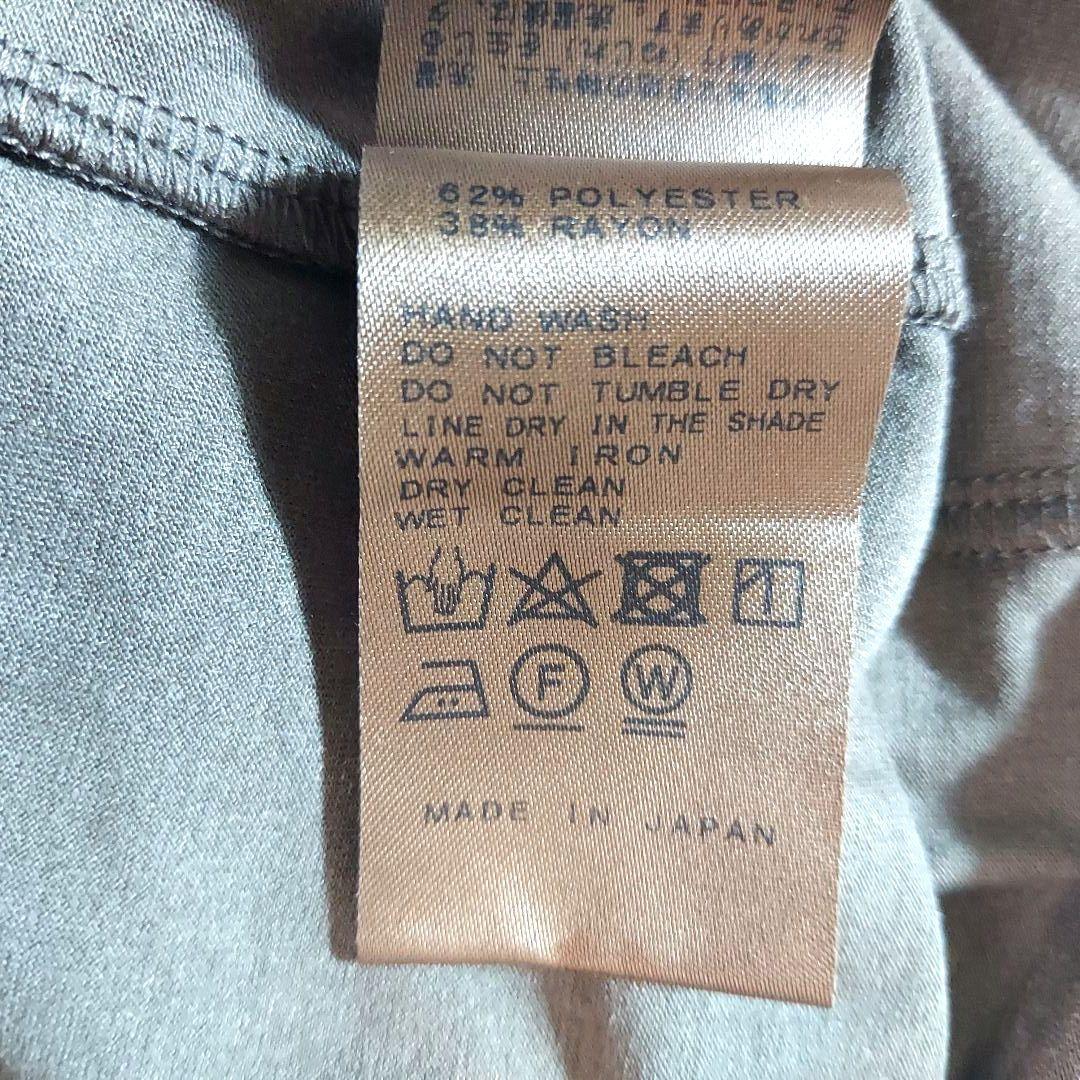 62% POLYESTER
38% RAYON
HAND WASH
DO NOT BLEACH
DO NOT TUMBLE DRY
LINE DRY IN THE SHADE
WARM IRON
DRY CLEAN
WET CLEAN
F W
MADE IN JAPAN